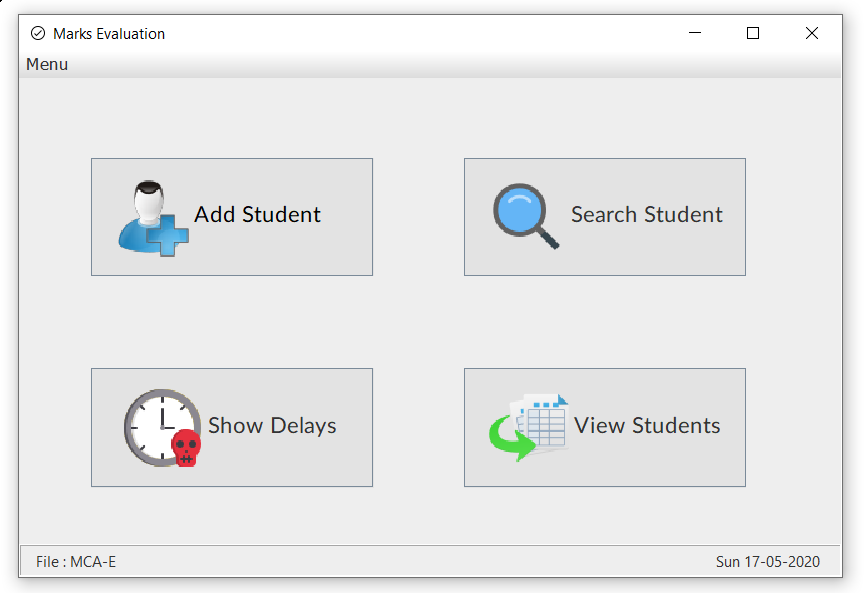 Marks Evaluation
Menu
Add Student
Search Student
Show Delays
View Students
File : MCA-E
Sun 17-05-2020